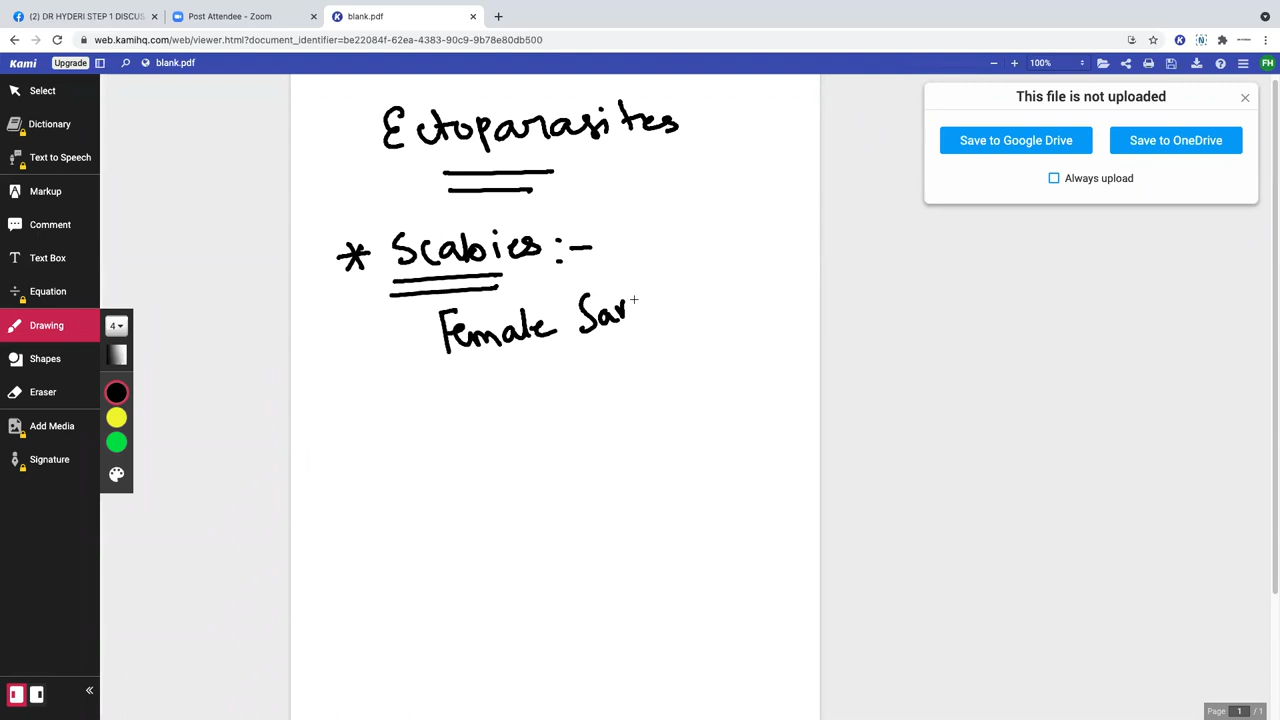 (2) DR HYDERI STEP 1 DISCUS
Post Attendee - Zoom
blank.pdf
web.kamihq.com/web/viewer.html?document_identifier=be22084f-62ea-4383-90c9-9b78e80db500
Kami Upgrade blank.pdf 100% FH
Select
Dictionary
Text to Speech
Markup
Comment
Text Box
Equation
Drawing
Shapes
Eraser
Add Media
Signature
4
Ectoparasites
* Scabies :-
Female Sar
This file is not uploaded
Save to Google Drive Save to OneDrive
Always upload
Page 1 / 1